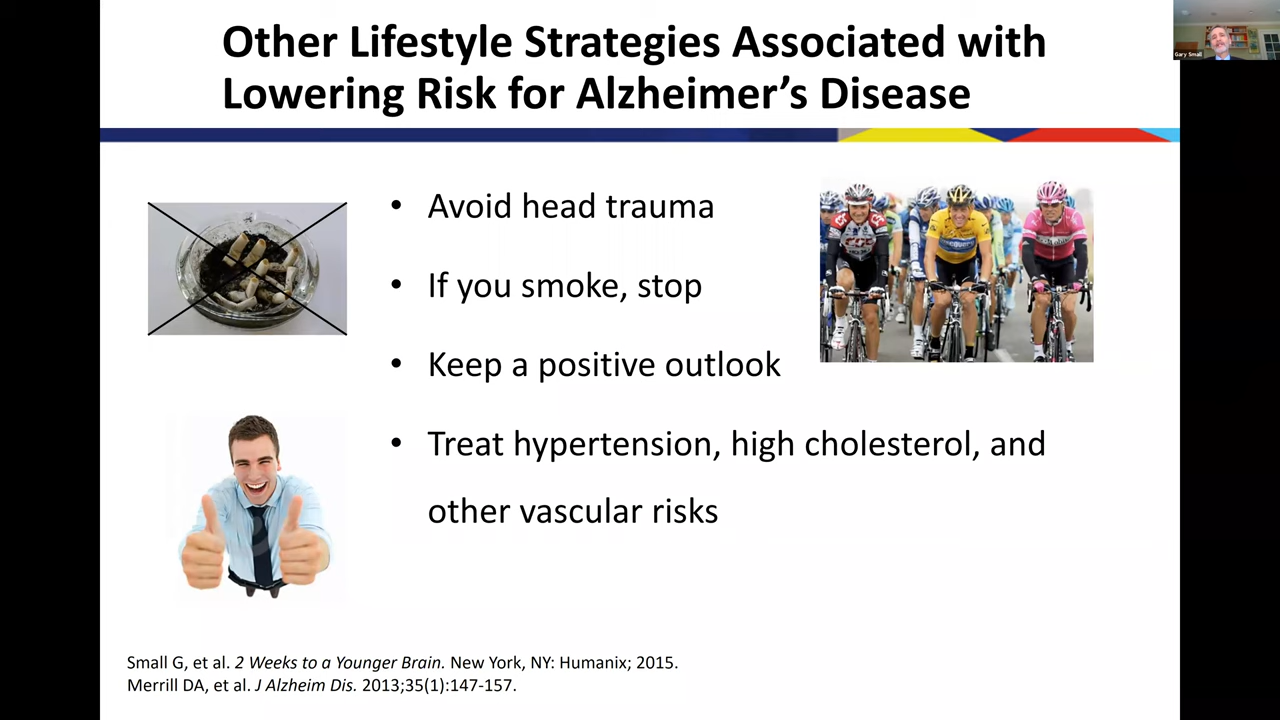 Other Lifestyle Strategies Associated with
Lowering Risk for Alzheimer's Disease
Gary Small
• Avoid head trauma
• If you smoke, stop
• Keep a positive outlook
• Treat hypertension, high cholesterol, and
other vascular risks
Small G, et al. 2 Weeks to a Younger Brain. New York, NY: Humanix; 2015.
Merrill DA, et al. J Alzheim Dis. 2013;35(1):147-157.